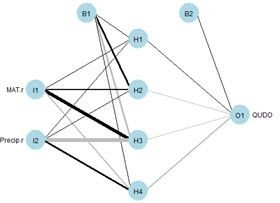 B1 B2
H1
MAT.r I1 H2
O1 QUDO
Precip.r I2 H3
H4